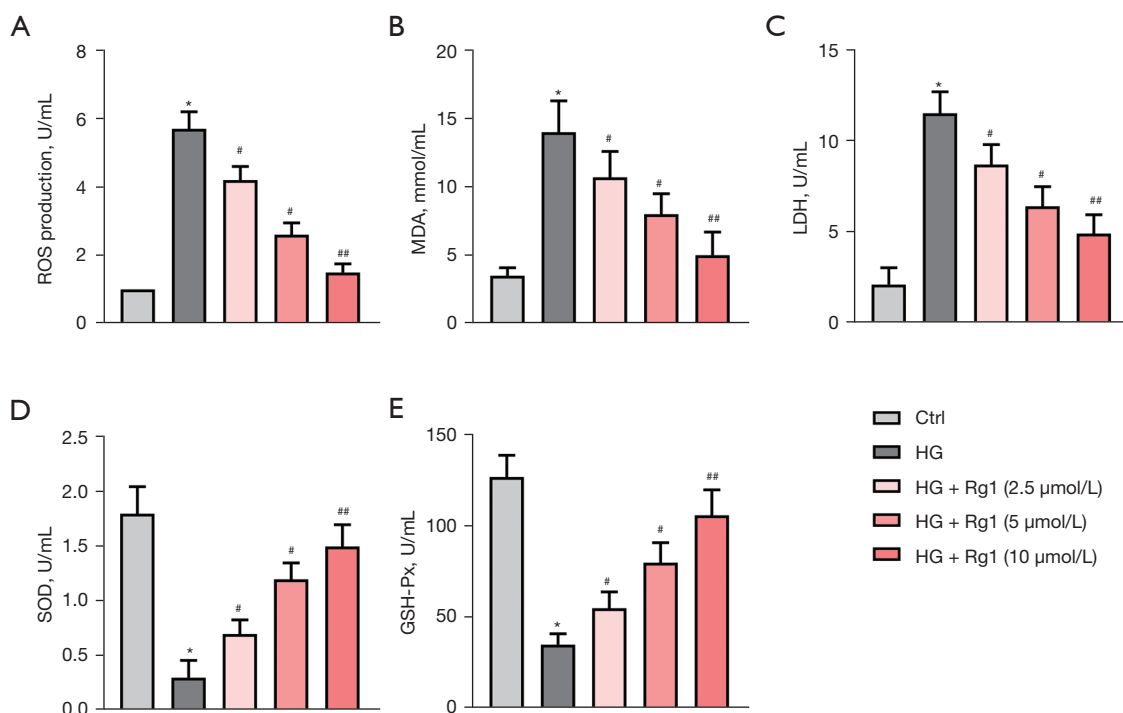 A
ROS production, U/mL
8
6
4
2
0
*
#
#
##
B
MDA, mmol/mL
20
15
10
5
0
*
#
#
##
C
LDH, U/mL
15
10
5
0
*
#
#
##
D
SOD, U/mL
2.5
2.0
1.5
1.0
0.5
0.0
*
#
#
##
E
GSH-Px, U/mL
150
100
50
0
*
#
#
##
Ctrl
HG
HG + Rg1 (2.5 μmol/L)
HG + Rg1 (5 μmol/L)
HG + Rg1 (10 μmol/L)